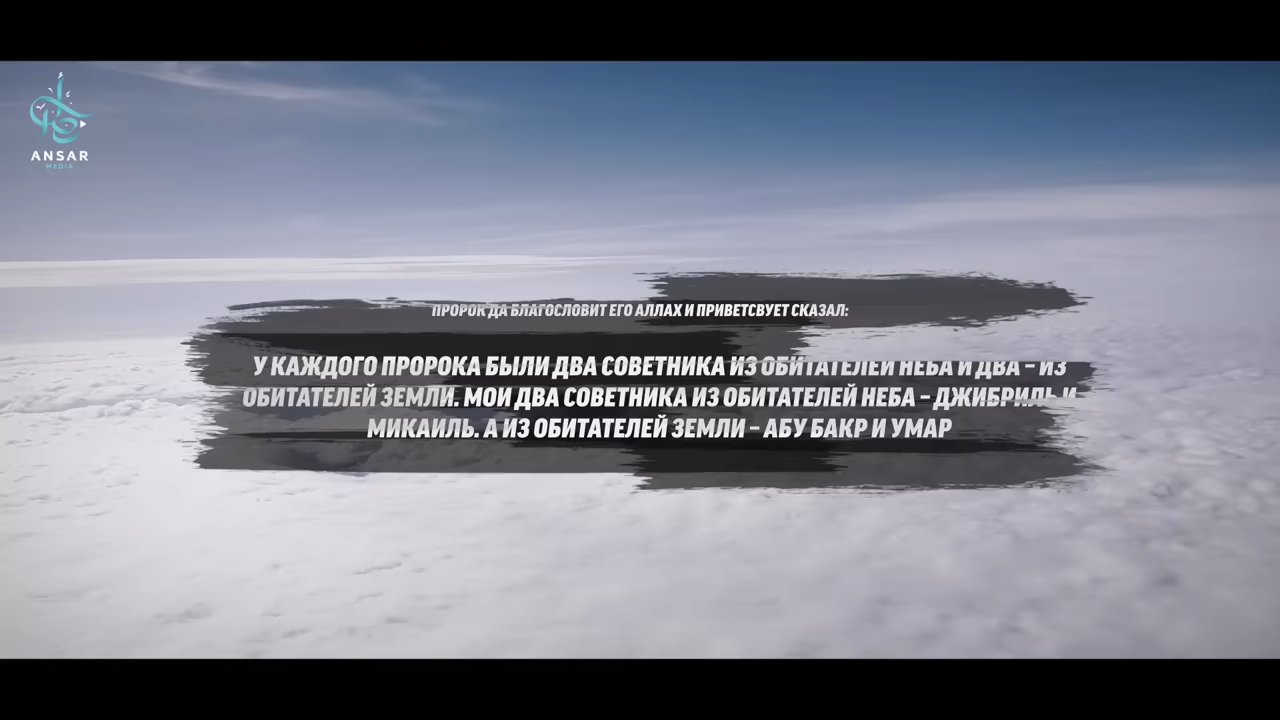 ANSAR
MEDIA
ПРОРОК ДА БЛАГОСЛОВИТ ЕГО АЛЛАХ И ПРИВЕТСВУЕТ СКАЗАЛ:
У КАЖДОГО ПРОРОКА БЫЛИ ДВА СОВЕТНИКА ИЗ ОБИТАТЕЛЕЙ НЕБА И ДВА – ИЗ
ОБИТАТЕЛЕЙ ЗЕМЛИ. МОИ ДВА СОВЕТНИКА ИЗ ОБИТАТЕЛЕЙ НЕБА – ДЖИБРИЛЬ И
МИКАИЛЬ. А ИЗ ОБИТАТЕЛЕЙ ЗЕМЛИ – АБУ БАКР И УМАР